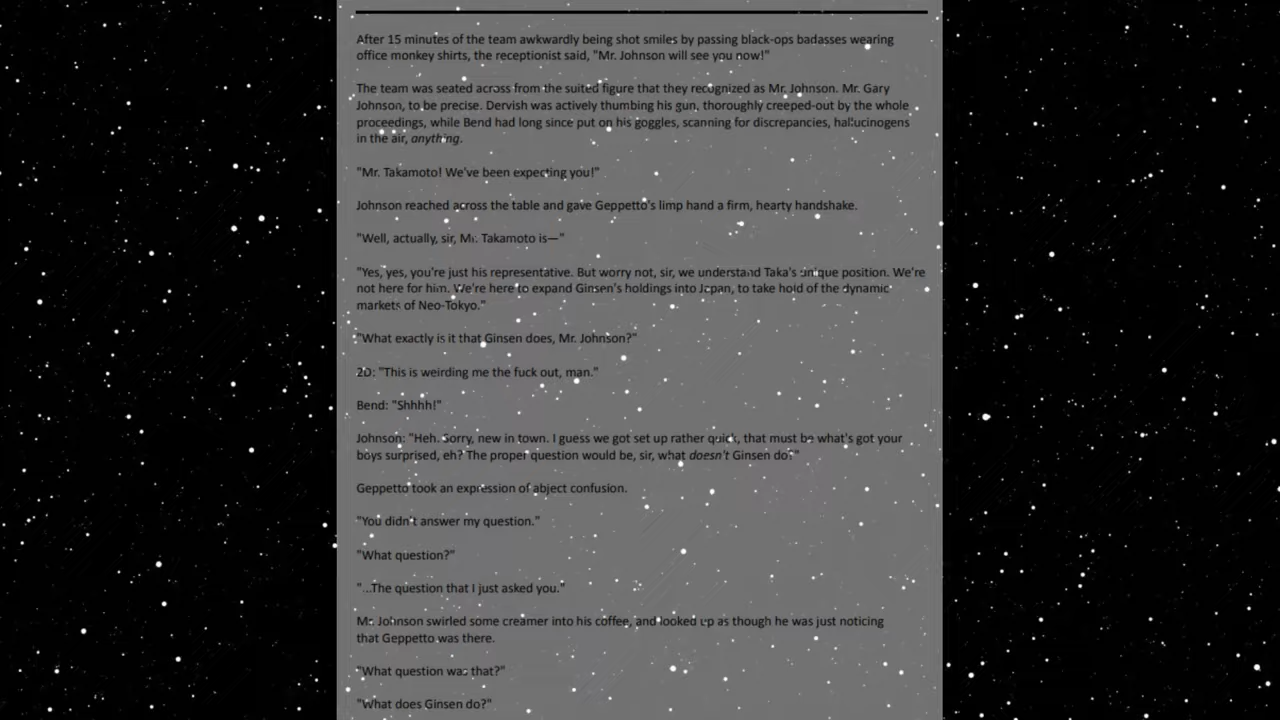 After 15 minutes of the team awkwardly being shot smiles by passing black-ops badasses wearing
office monkey shirts, the receptionist said, "Mr. Johnson will see you now!"
The team was seated across from the suited figure that they recognized as Mr. Johnson. Mr. Gary
Johnson, to be precise. Dervish was actively thumbing his gun, thoroughly creeped-out by the whole
proceedings, while Bend had long since put on his goggles, scanning for discrepancies, hallucinogens
in the air, anything.
"Mr. Takamoto! We've been expecting you!"
Johnson reached across the table and gave Geppetto's limp hand a firm, hearty handshake.
"Well, actually, sir, Mr. Takamoto is—"
"Yes, yes, you're just his representative. But worry not, sir, we understand Taka's unique position. We're
not here for him. We're here to expand Ginsen's holdings into Japan, to take hold of the dynamic
markets of Neo-Tokyo."
"What exactly is it that Ginsen does, Mr. Johnson?"
2D: "This is weirding me the fuck out, man."
Bend: "Shhhh!"
Johnson: "Heh. Sorry, new in town. I guess we got set up rather quick, that must be what's got your
boys surprised, eh? The proper question would be, sir, what doesn't Ginsen do?"
Geppetto took an expression of abject confusion.
"You didn't answer my question."
"What question?"
"...The question that I just asked you."
Mr. Johnson swirled some creamer into his coffee, and looked up as though he was just noticing
that Geppetto was there.
"What question was that?"
"What does Ginsen do?"